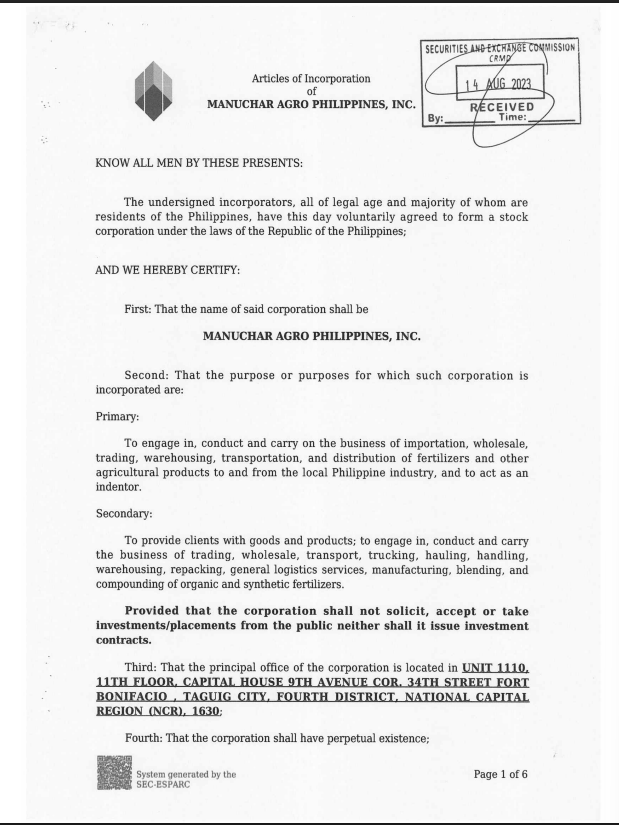 SECURITIES AND EXCHANGE COMMISSION
CRMD
14 AUG 2023
RECEIVED
By: Time:
Articles of Incorporation
of
MANUCHAR AGRO PHILIPPINES, INC.
KNOW ALL MEN BY THESE PRESENTS:
The undersigned incorporators, all of legal age and majority of whom are
residents of the Philippines, have this day voluntarily agreed to form a stock
corporation under the laws of the Republic of the Philippines;
AND WE HEREBY CERTIFY:
First: That the name of said corporation shall be
MANUCHAR AGRO PHILIPPINES, INC.
Second: That the purpose or purposes for which such corporation is
incorporated are:
Primary:
To engage in, conduct and carry on the business of importation, wholesale,
trading, warehousing, transportation, and distribution of fertilizers and other
agricultural products to and from the local Philippine industry, and to act as an
indentor.
Secondary:
To provide clients with goods and products; to engage in, conduct and carry
the business of trading, wholesale, transport, trucking, hauling, handling,
warehousing, repacking, general logistics services, manufacturing, blending, and
compounding of organic and synthetic fertilizers.
Provided that the corporation shall not solicit, accept or take
investments/placements from the public neither shall it issue investment
contracts.
Third: That the principal office of the corporation is located in UNIT 1110,
11TH FLOOR, CAPITAL HOUSE 9TH AVENUE COR. 34TH STREET FORT
BONIFACIO , TAGUIG CITY, FOURTH DISTRICT, NATIONAL CAPITAL
REGION (NCR), 1630;
Fourth: That the corporation shall have perpetual existence;
System generated by the
SEC-ESPARC
Page 1 of 6